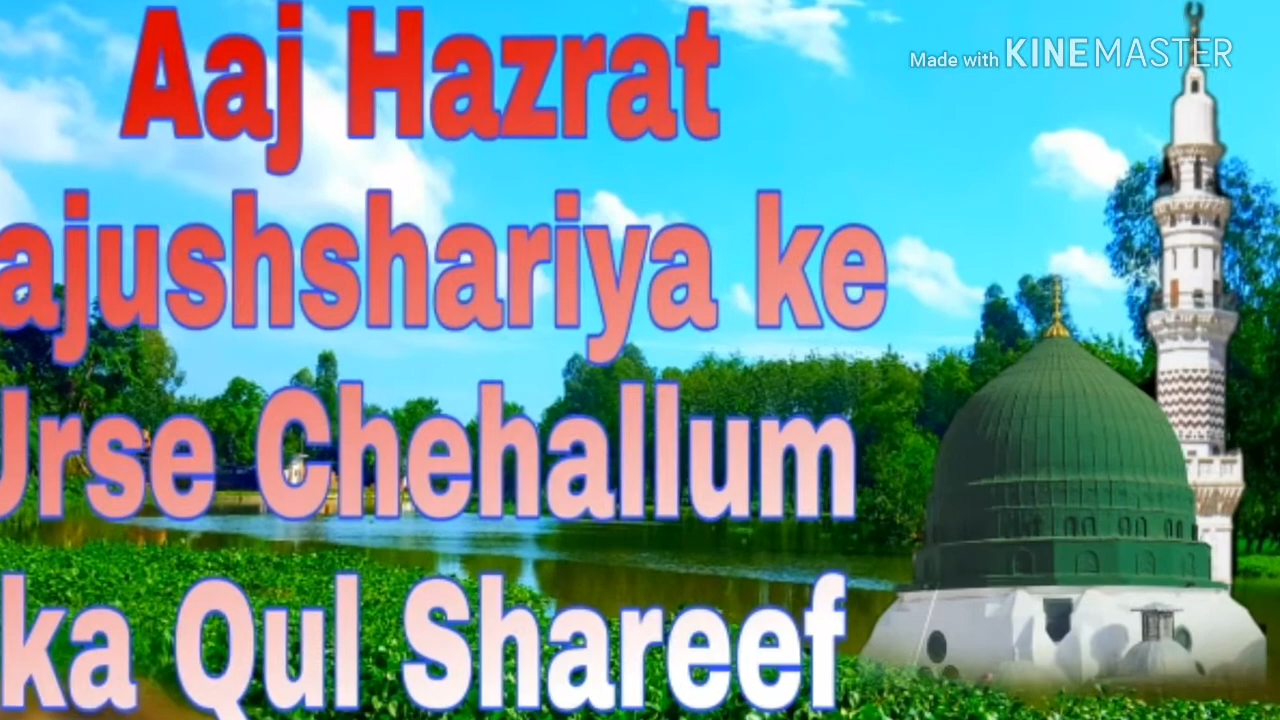 Aaj Hazrat
ajushshariya ke
Urse Chehallum
ka Qul Shareef
Made with KINEMASTER